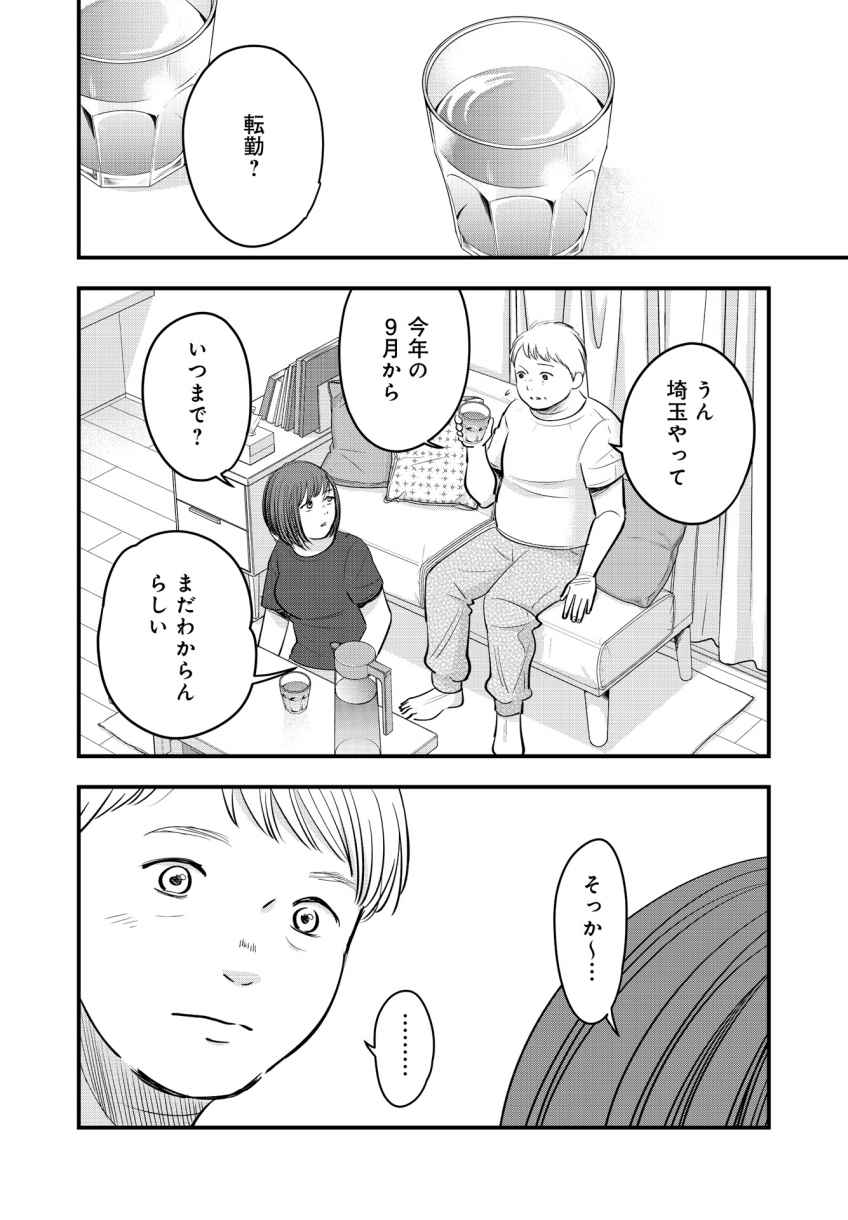 転勤？
うん
埼玉やって
今年の
9月から
いつまで？
まだわからん
らしい
そっか〜…
………